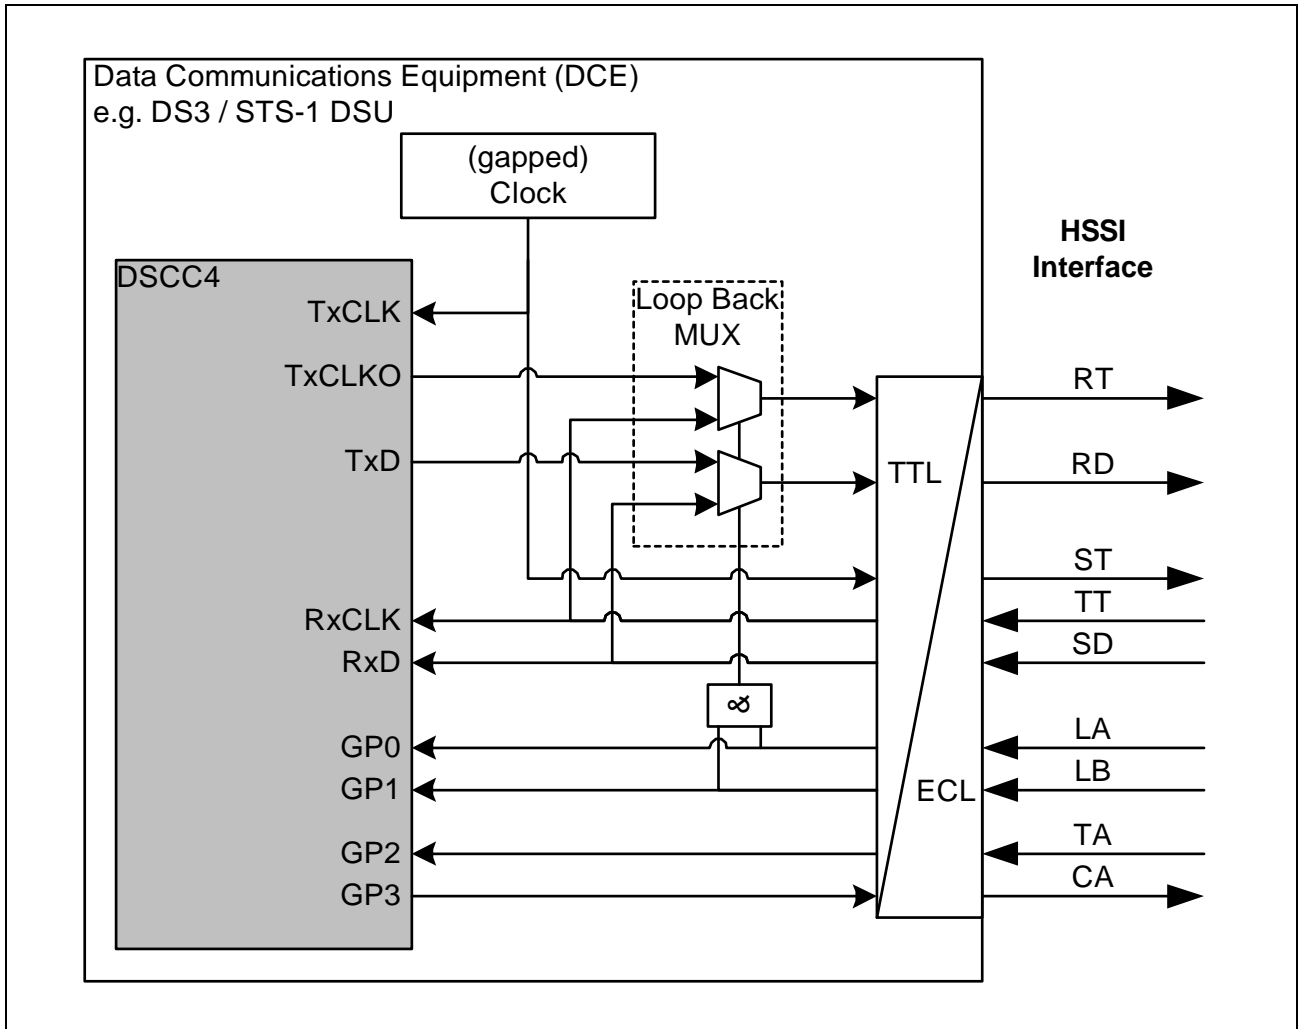 Data Communications Equipment (DCE)
e.g. DS3 / STS-1 DSU
(gapped)
Clock
HSSI
Interface
DSCC4
TxCLK
Loop Back
MUX
TxCLKO
RT
TxD
TTL
RD
ST
RxCLK
TT
RxD
SD
&
GP0
LA
GP1
ECL
LB
GP2
TA
GP3
CA